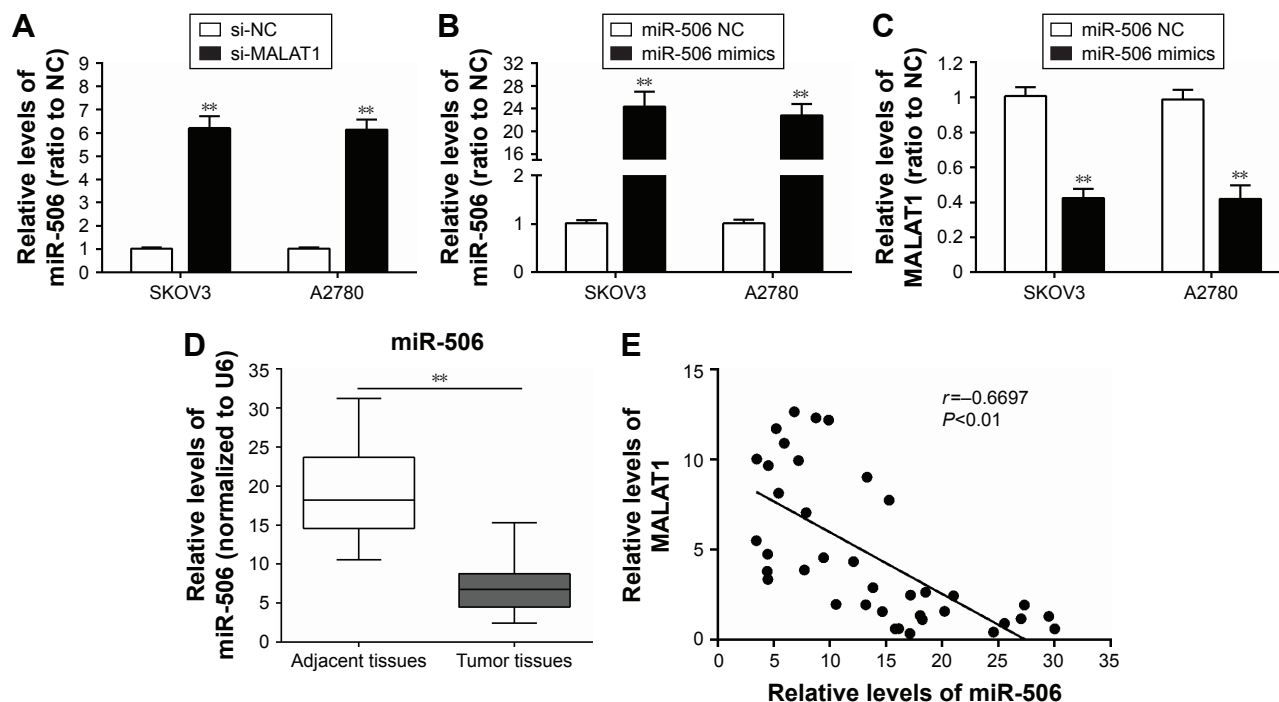 A
si-NC
si-MALAT1
Relative levels of
miR-506 (ratio to NC)
9
8
7
6
5
4
3
2
1
0
**
**
SKOV3
A2780
B
miR-506 NC
miR-506 mimics
Relative levels of
miR-506 (ratio to NC)
32
28
24
20
16
2
1
0
**
**
SKOV3
A2780
C
miR-506 NC
miR-506 mimics
Relative levels of
MALAT1 (ratio to NC)
1.2
1
0.8
0.6
0.4
0.2
0
**
**
SKOV3
A2780
D
miR-506
Relative levels of
miR-506 (normalized to U6)
35
30
25
20
15
10
5
0
**
Adjacent tissues
Tumor tissues
E
Relative levels of
MALAT1
15
10
5
0
r=–0.6697
P<0.01
0 5 10 15 20 25 30 35
Relative levels of miR-506